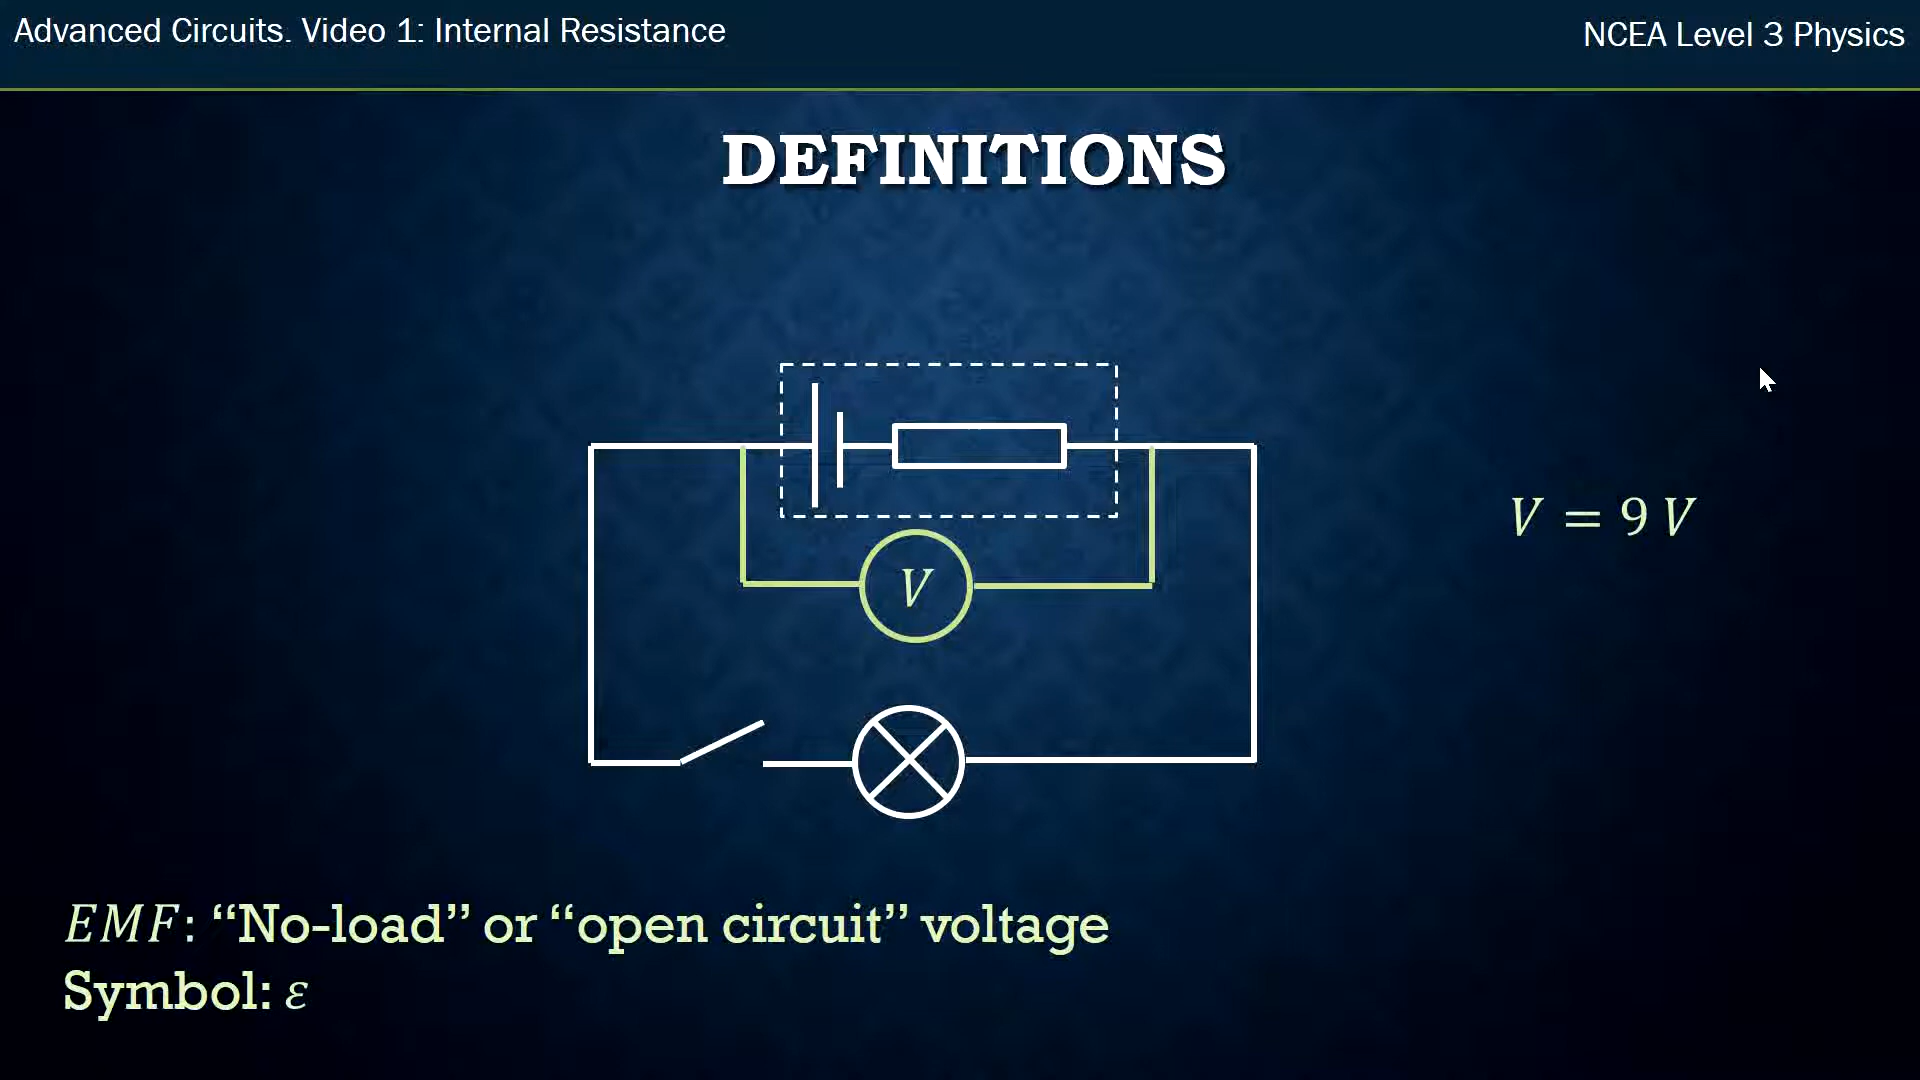 Advanced Circuits. Video 1: Internal Resistance
NCEA Level 3 Physics
DEFINITIONS
V = 9 V
V
EMF: “No-load” or “open circuit” voltage
Symbol: ε